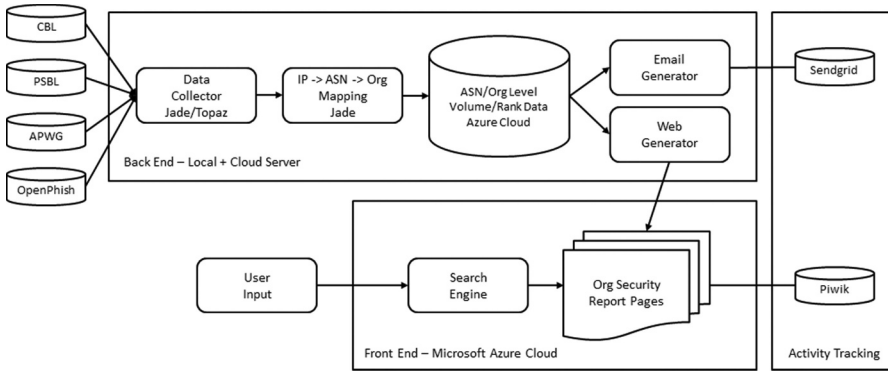 CBL
PSBL
APWG
OpenPhish
Data
Collector
Jade/Topaz
IP -> ASN -> Org
Mapping
Jade
ASN/Org Level
Volume/Rank Data
Azure Cloud
Email
Generator
Web
Generator
Back End – Local + Cloud Server
Sendgrid
User
Input
Search
Engine
Org Security
Report Pages
Piwik
Front End – Microsoft Azure Cloud
Activity Tracking